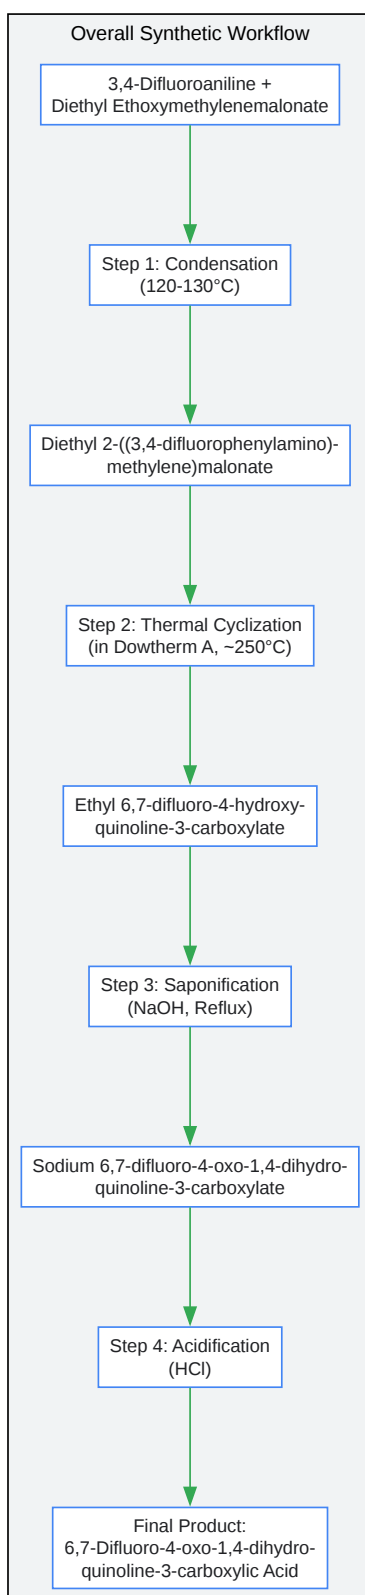 Overall Synthetic Workflow
3,4-Difluoroaniline +
Diethyl Ethoxymethylenemalonate
Step 1: Condensation
(120-130°C)
Diethyl 2-((3,4-difluorophenylamino)-
methylene)malonate
Step 2: Thermal Cyclization
(in Dowtherm A, ~250°C)
Ethyl 6,7-difluoro-4-hydroxy-
quinoline-3-carboxylate
Step 3: Saponification
(NaOH, Reflux)
Sodium 6,7-difluoro-4-oxo-1,4-dihydro-
quinoline-3-carboxylate
Step 4: Acidification
(HCl)
Final Product:
6,7-Difluoro-4-oxo-1,4-dihydro-
quinoline-3-carboxylic Acid